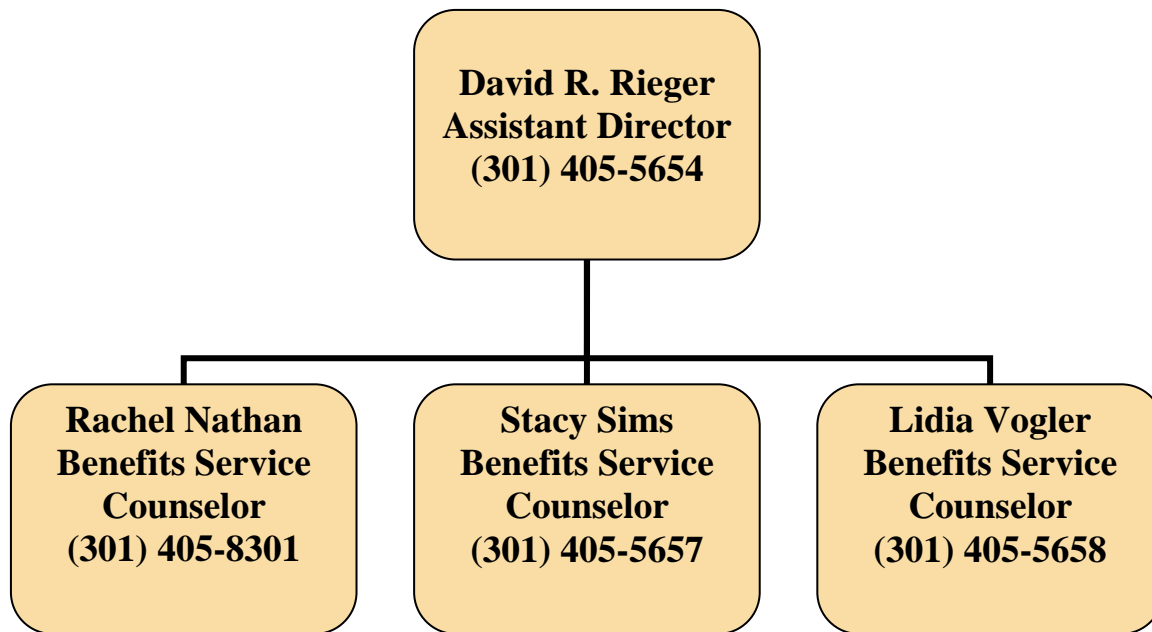 David R. Rieger
Assistant Director
(301) 405-5654
Rachel Nathan
Benefits Service
Counselor
(301) 405-8301
Stacy Sims
Benefits Service
Counselor
(301) 405-5657
Lidia Vogler
Benefits Service
Counselor
(301) 405-5658